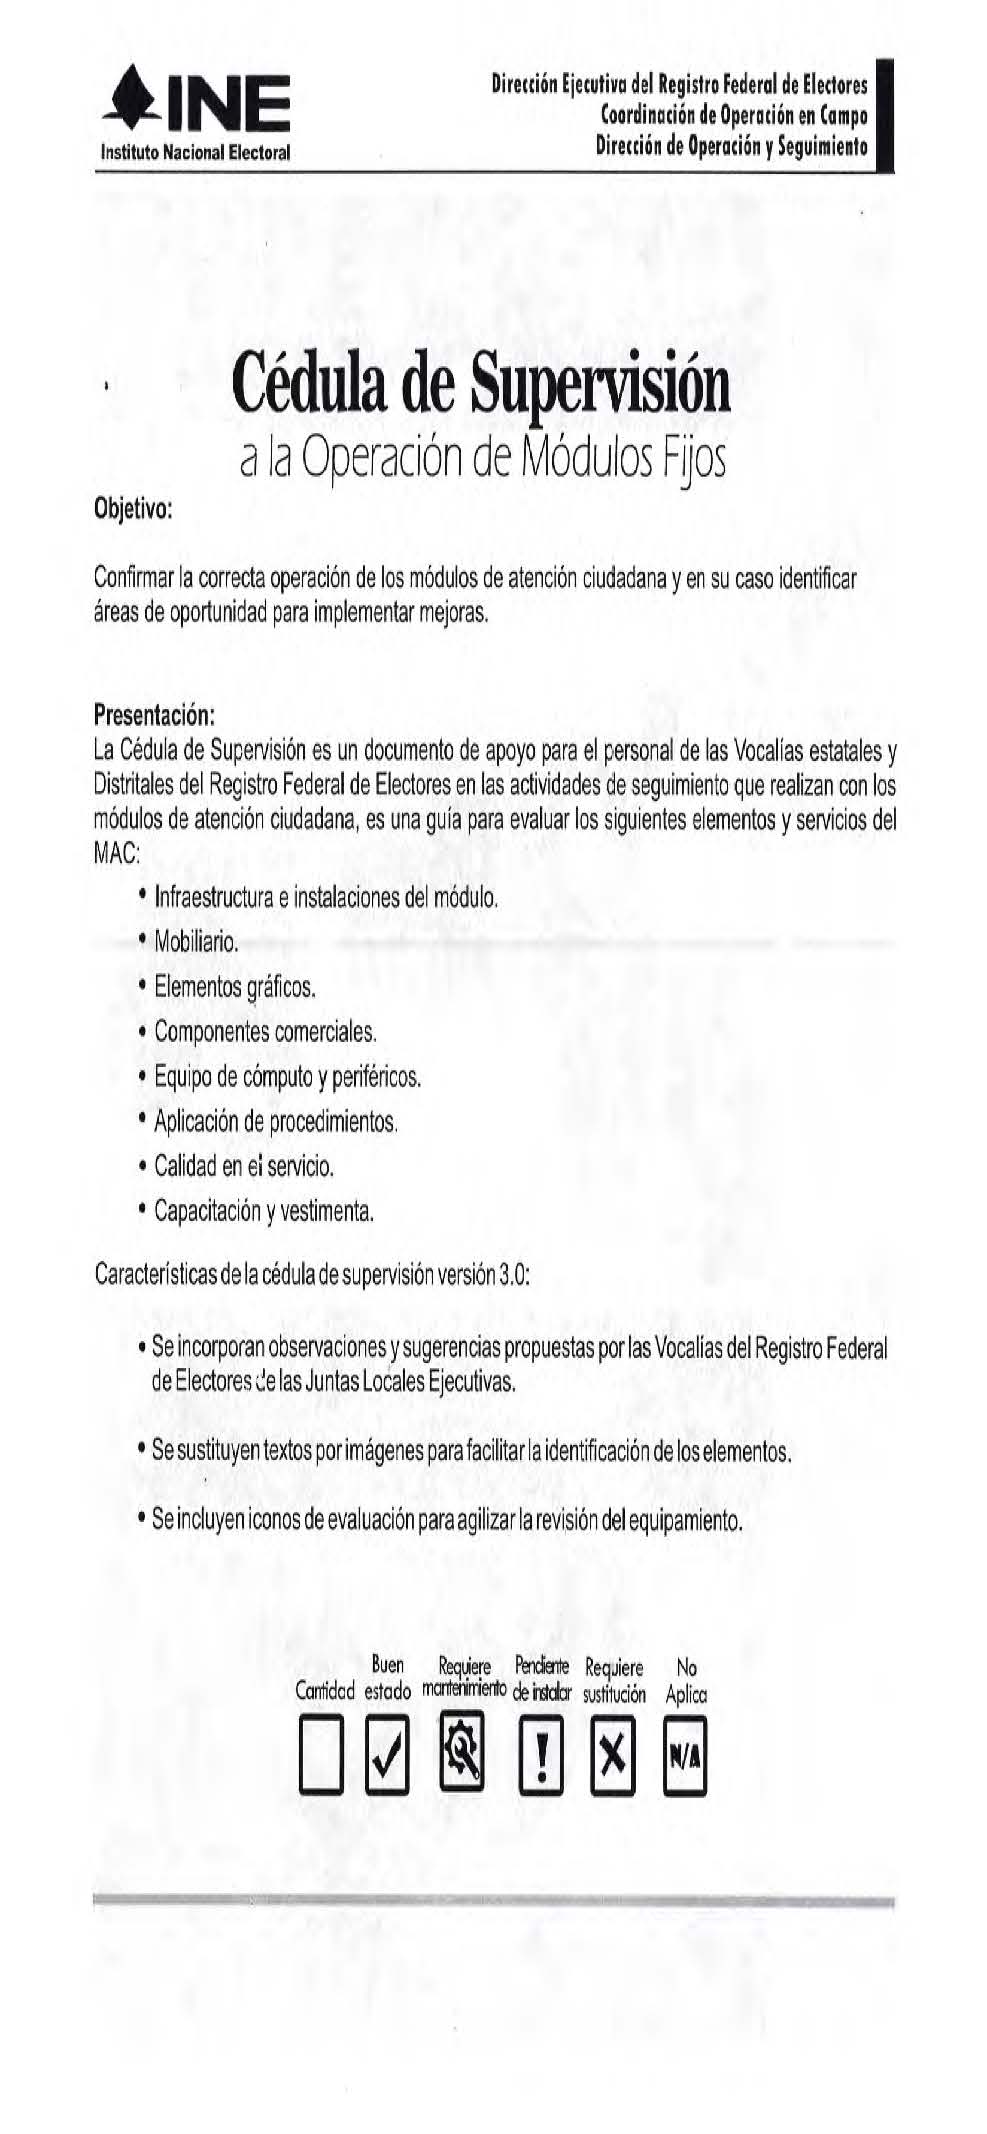 INE
Instituto Nacional Electoral
Dirección Ejecutiva del Registro Federal de Electores
Coordinación de Operación en Campo
Dirección de Operación y Seguimiento
Cédula de Supervisión
a la Operación de Módulos Fijos
Objetivo:
Confirmar la correcta operación de los módulos de atención ciudadana y en su caso identificar
áreas de oportunidad para implementar mejoras.
Presentación:
La Cédula de Supervisión es un documento de apoyo para el personal de las Vocalías estatales y
Distritales del Registro Federal de Electores en las actividades de seguimiento que realizan con los
módulos de atención ciudadana, es una guía para evaluar los siguientes elementos y servicios del
MAC:
• Infraestructura e instalaciones del módulo.
• Mobiliario.
• Elementos gráficos.
• Componentes comerciales.
• Equipo de cómputo y periféricos.
• Aplicación de procedimientos.
• Calidad en el servicio.
• Capacitación y vestimenta.
Características de la cédula de supervisión versión 3.0:
• Se incorporan observaciones y sugerencias propuestas por las Vocalías del Registro Federal
de Electores de las Juntas Locales Ejecutivas.
• Se sustituyen textos por imágenes para facilitar la identificación de los elementos.
• Se incluyen iconos de evaluación para agilizar la revisión del equipamiento.
Cantidad
Buen
estado
Requiere
mantenimiento
Pendiente
de instalar
Requiere
sustitución
No
Aplica
!
N/A